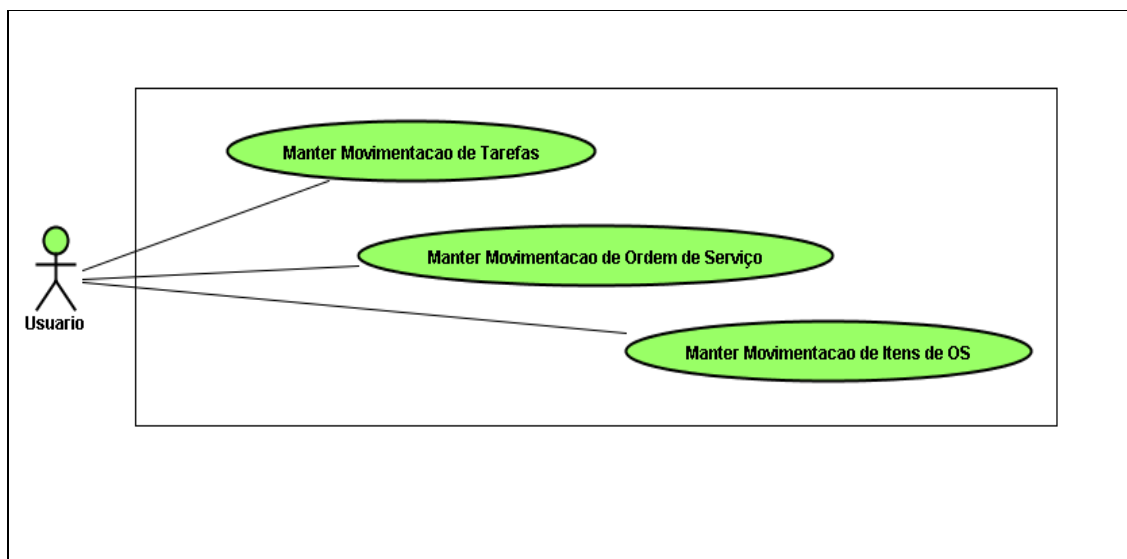 Manter Movimentacao de Tarefas
Manter Movimentacao de Ordem de Serviço
Usuario
Manter Movimentacao de Itens de OS